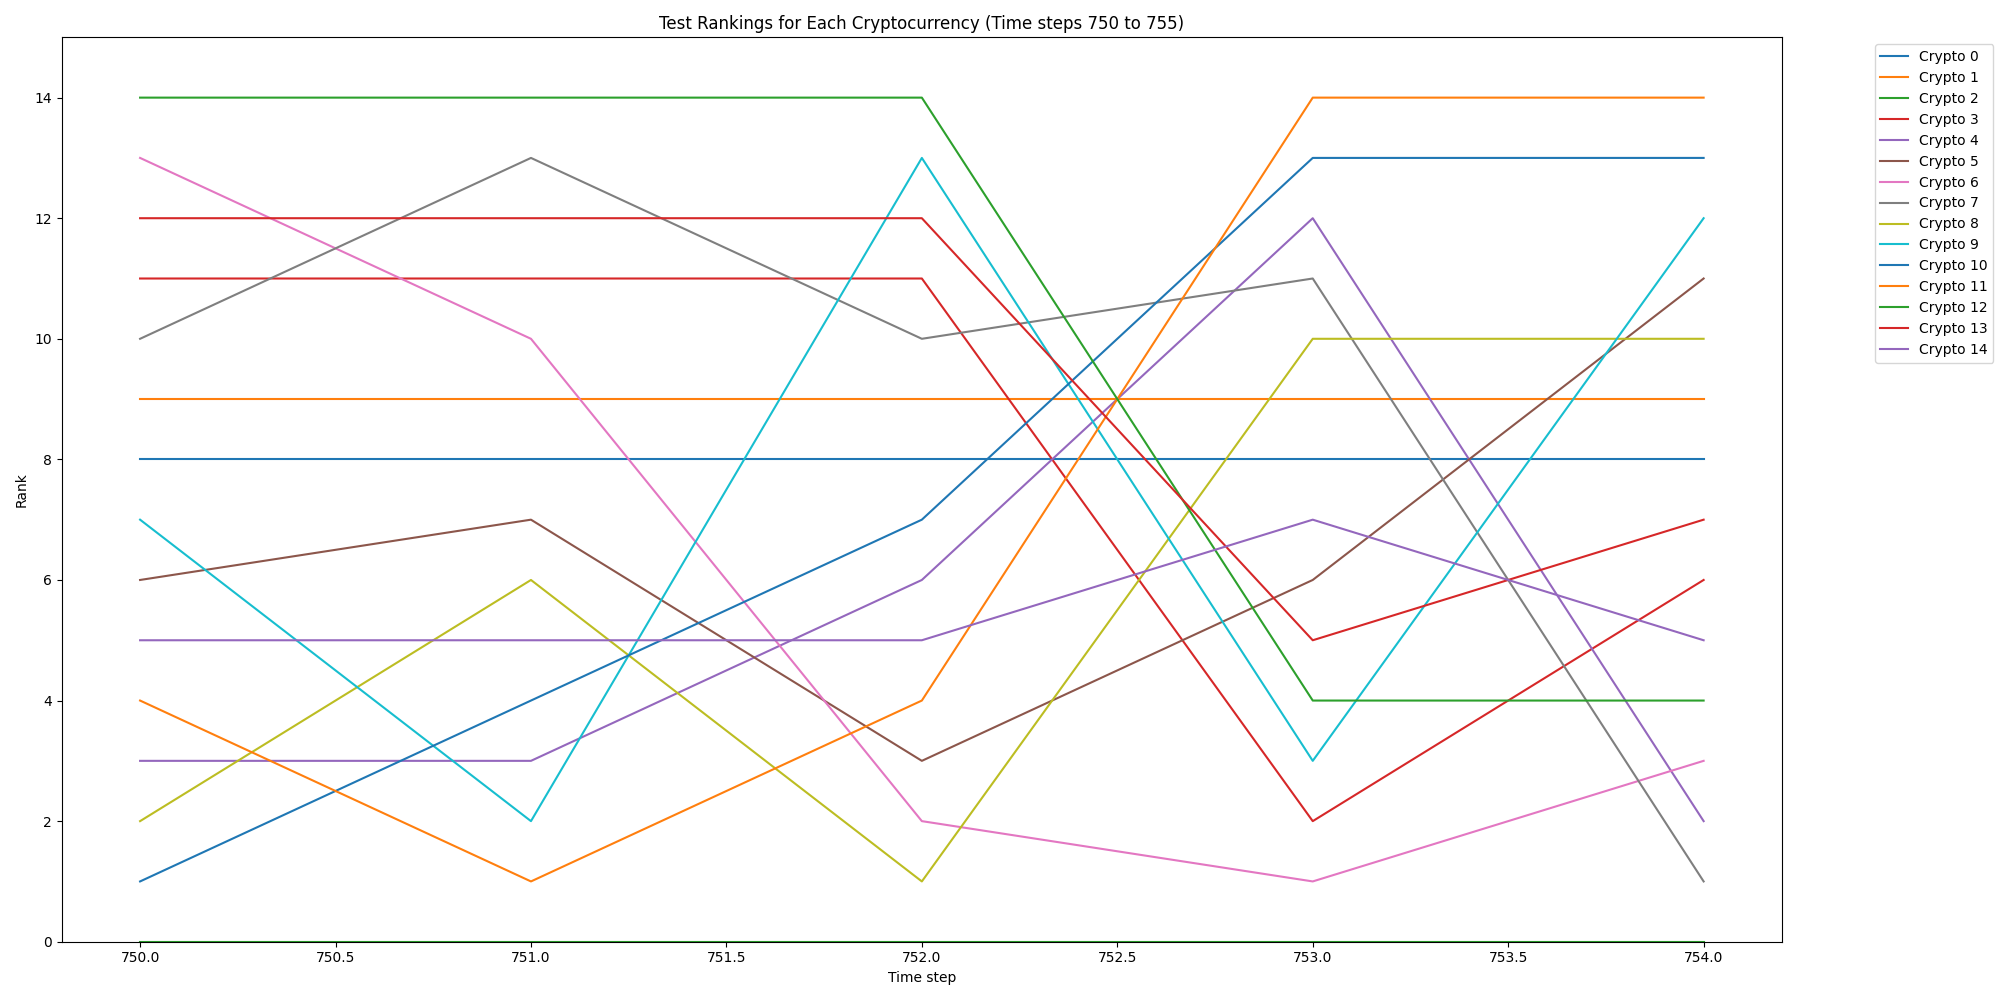 Test Rankings for Each Cryptocurrency (Time steps 750 to 755)
Rank
14
12
10
8
6
4
2
0
750.0 750.5 751.0 751.5 752.0 752.5 753.0 753.5 754.0
Time step
Crypto 0
Crypto 1
Crypto 2
Crypto 3
Crypto 4
Crypto 5
Crypto 6
Crypto 7
Crypto 8
Crypto 9
Crypto 10
Crypto 11
Crypto 12
Crypto 13
Crypto 14